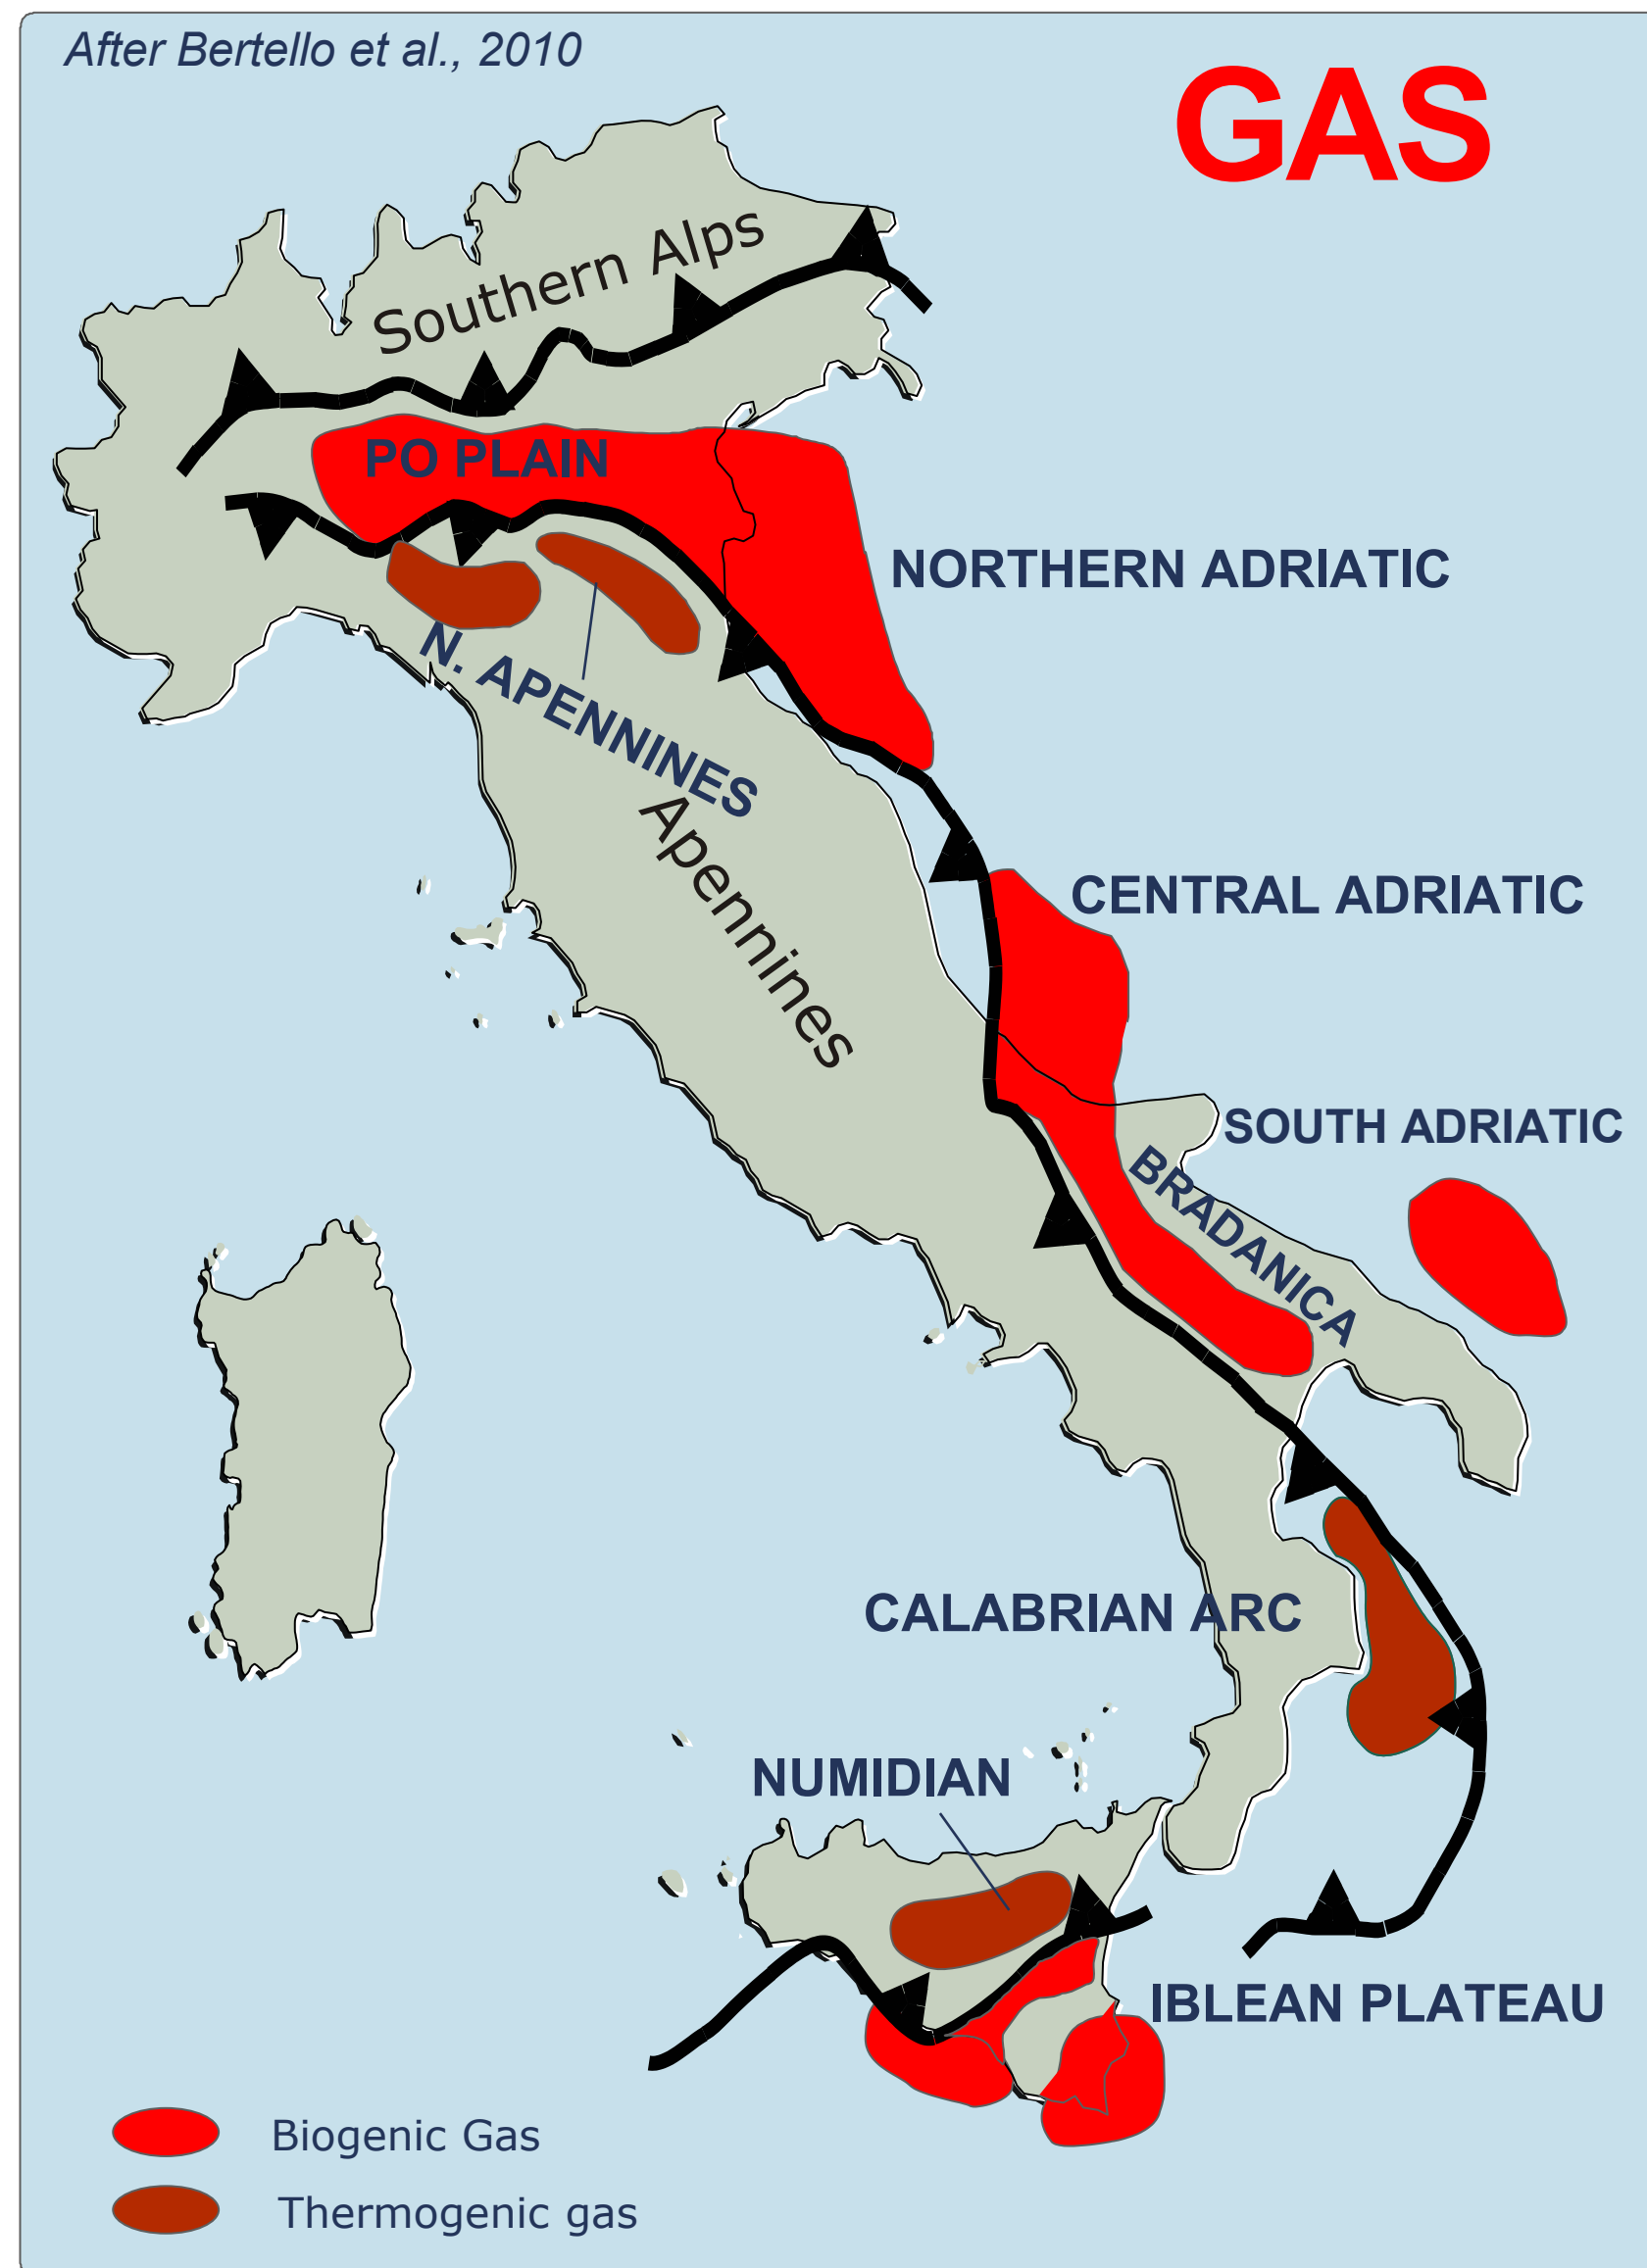 After Bertello et al., 2010
GAS
Southern Alps
PO PLAIN
NORTHERN ADRIATIC
N. APENNINES
Apennines
CENTRAL ADRIATIC
SOUTH ADRIATIC
BRADANICA
CALABRIAN ARC
NUMIDIAN
IBLEAN PLATEAU
Biogenic Gas
Thermogenic gas